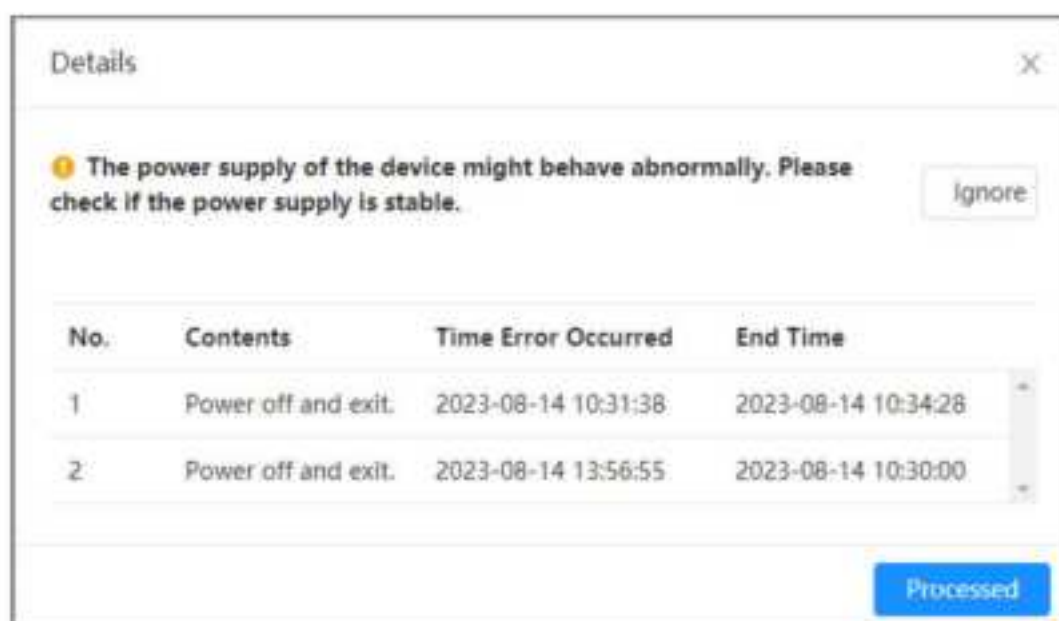 Details
The power supply of the device might behave abnormally. Please
check if the power supply is stable.
Ignore
No. Contents Time Error Occurred End Time
1 Power off and exit. 2023-08-14 10:31:38 2023-08-14 10:34:28
2 Power off and exit. 2023-08-14 13:56:55 2023-08-14 10:30:00
Processed